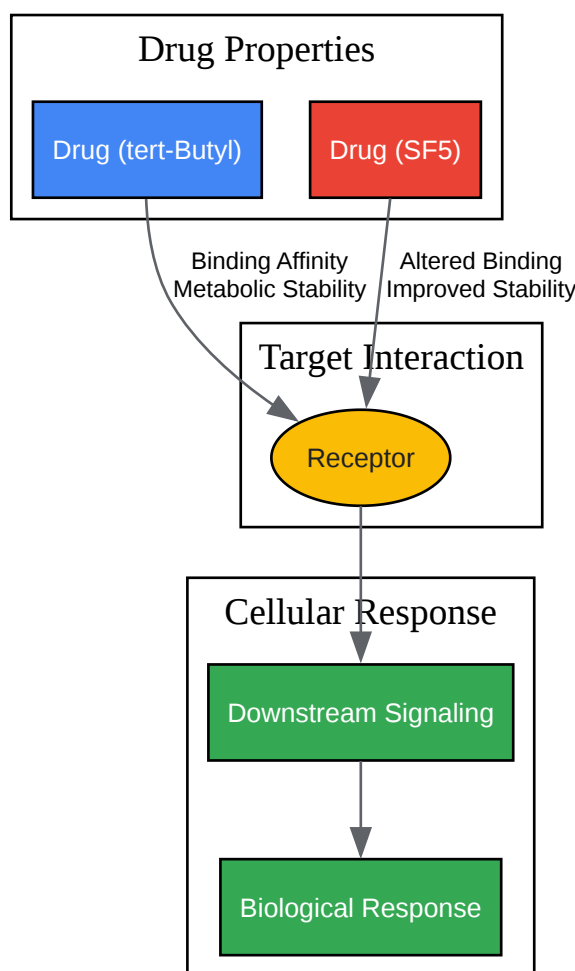 Drug Properties
Drug (tert-Butyl)
Drug (SF5)
Binding Affinity
Metabolic Stability
Altered Binding
Improved Stability
Target Interaction
Receptor
Cellular Response
Downstream Signaling
Biological Response